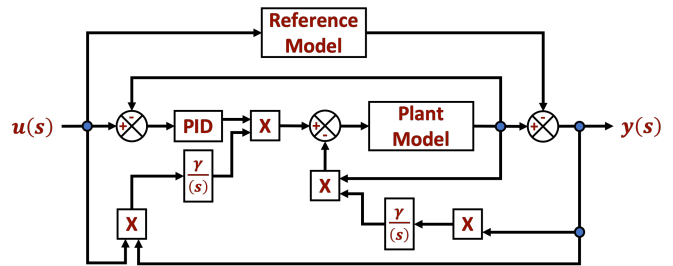 Reference
Model
u(s)
+
-
PID
X
+
-
Plant
Model
+
-
y(s)
γ
(s)
X
X
γ
(s)
X